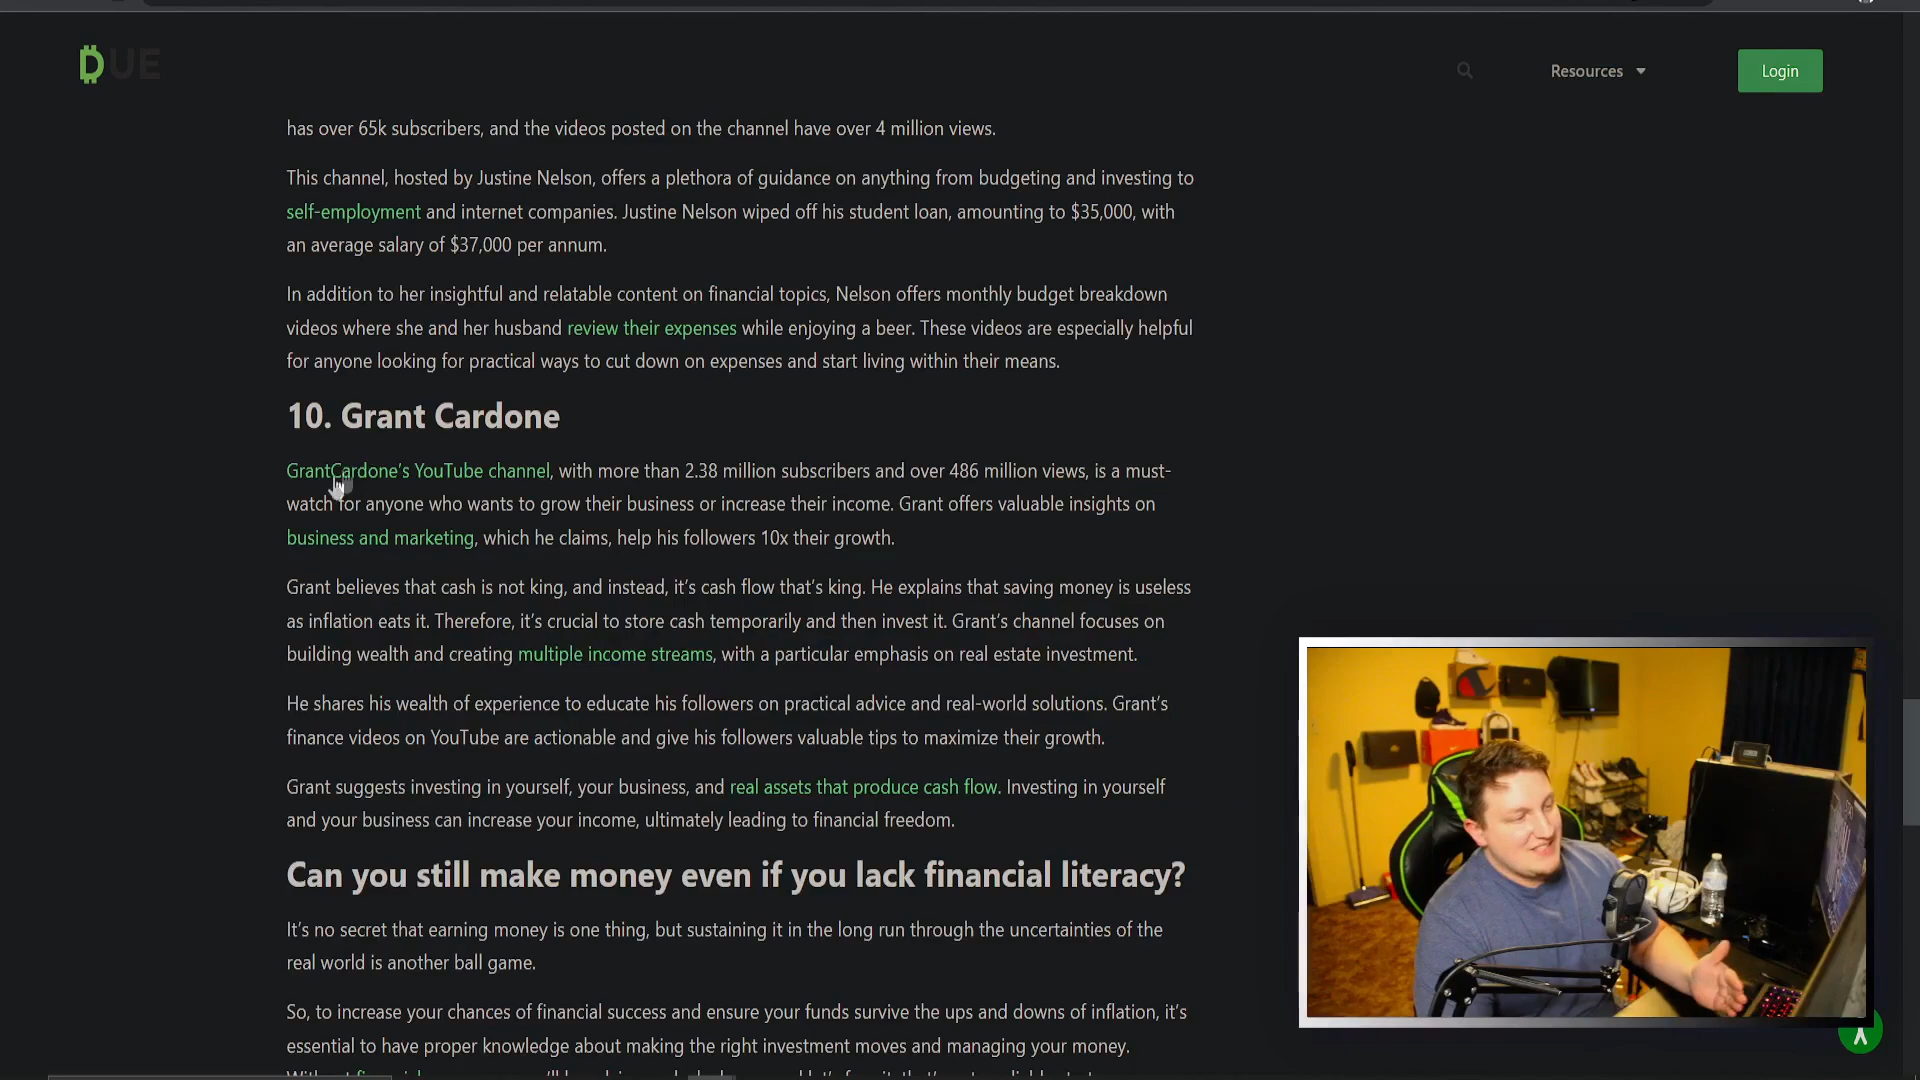 DUE
Resources
Login
has over 65k subscribers, and the videos posted on the channel have over 4 million views.
This channel, hosted by Justine Nelson, offers a plethora of guidance on anything from budgeting and investing to
self-employment and internet companies. Justine Nelson wiped off his student loan, amounting to $35,000, with
an average salary of $37,000 per annum.
In addition to her insightful and relatable content on financial topics, Nelson offers monthly budget breakdown
videos where she and her husband review their expenses while enjoying a beer. These videos are especially helpful
for anyone looking for practical ways to cut down on expenses and start living within their means.
10. Grant Cardone
GrantCardone’s YouTube channel, with more than 2.38 million subscribers and over 486 million views, is a must-
watch for anyone who wants to grow their business or increase their income. Grant offers valuable insights on
business and marketing, which he claims, help his followers 10x their growth.
Grant believes that cash is not king, and instead, it’s cash flow that’s king. He explains that saving money is useless
as inflation eats it. Therefore, it’s crucial to store cash temporarily and then invest it. Grant’s channel focuses on
building wealth and creating multiple income streams, with a particular emphasis on real estate investment.
He shares his wealth of experience to educate his followers on practical advice and real-world solutions. Grant’s
finance videos on YouTube are actionable and give his followers valuable tips to maximize their growth.
Grant suggests investing in yourself, your business, and real assets that produce cash flow. Investing in yourself
and your business can increase your income, ultimately leading to financial freedom.
Can you still make money even if you lack financial literacy?
It’s no secret that earning money is one thing, but sustaining it in the long run through the uncertainties of the
real world is another ball game.
So, to increase your chances of financial success and ensure your funds survive the ups and downs of inflation, it’s
essential to have proper knowledge about making the right investment moves and managing your money.